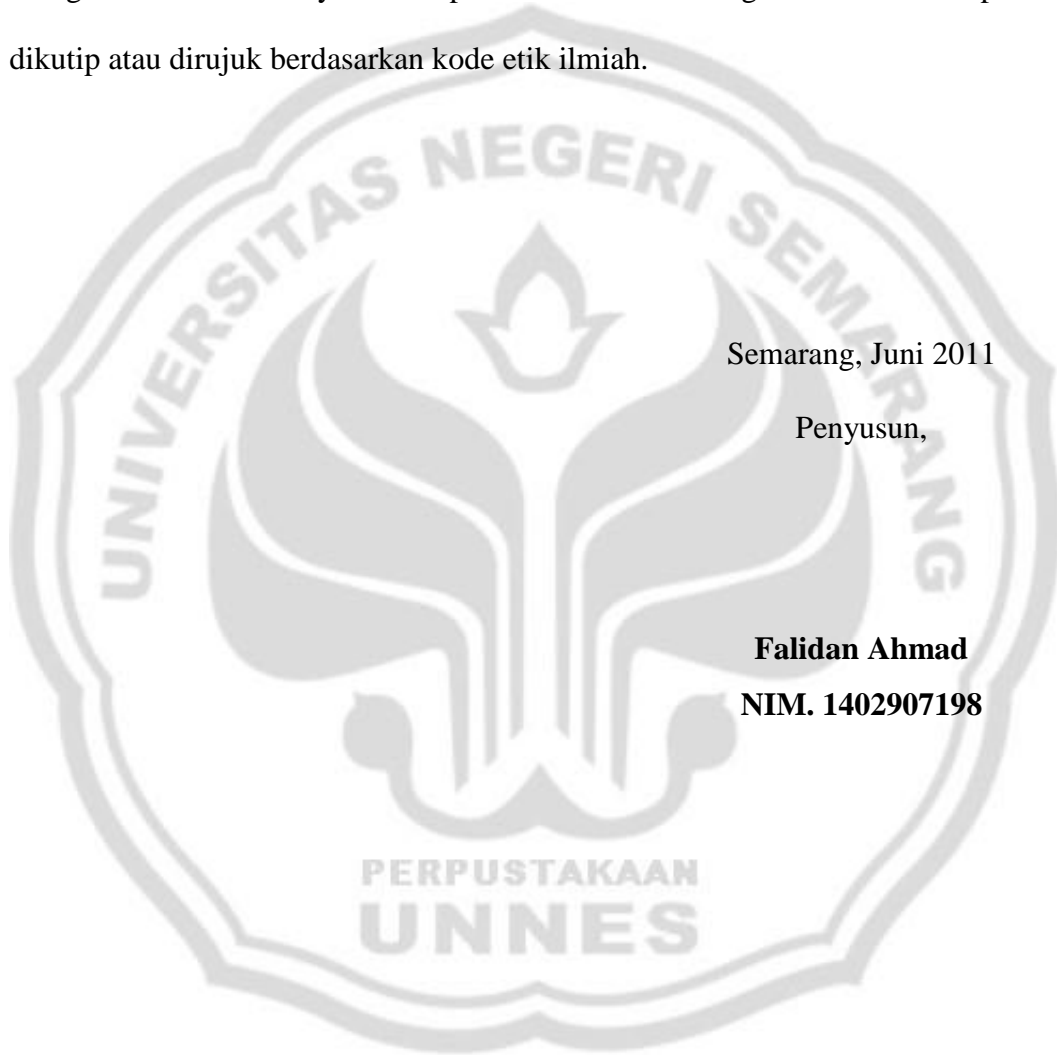 dikutip atau dirujuk berdasarkan kode etik ilmiah.
UNIVERSITAS NEGERI SEMARANG
Semarang, Juni 2011
Penyusun,
Falidan Ahmad
NIM. 1402907198
PERPUSTAKAAN
UNNES